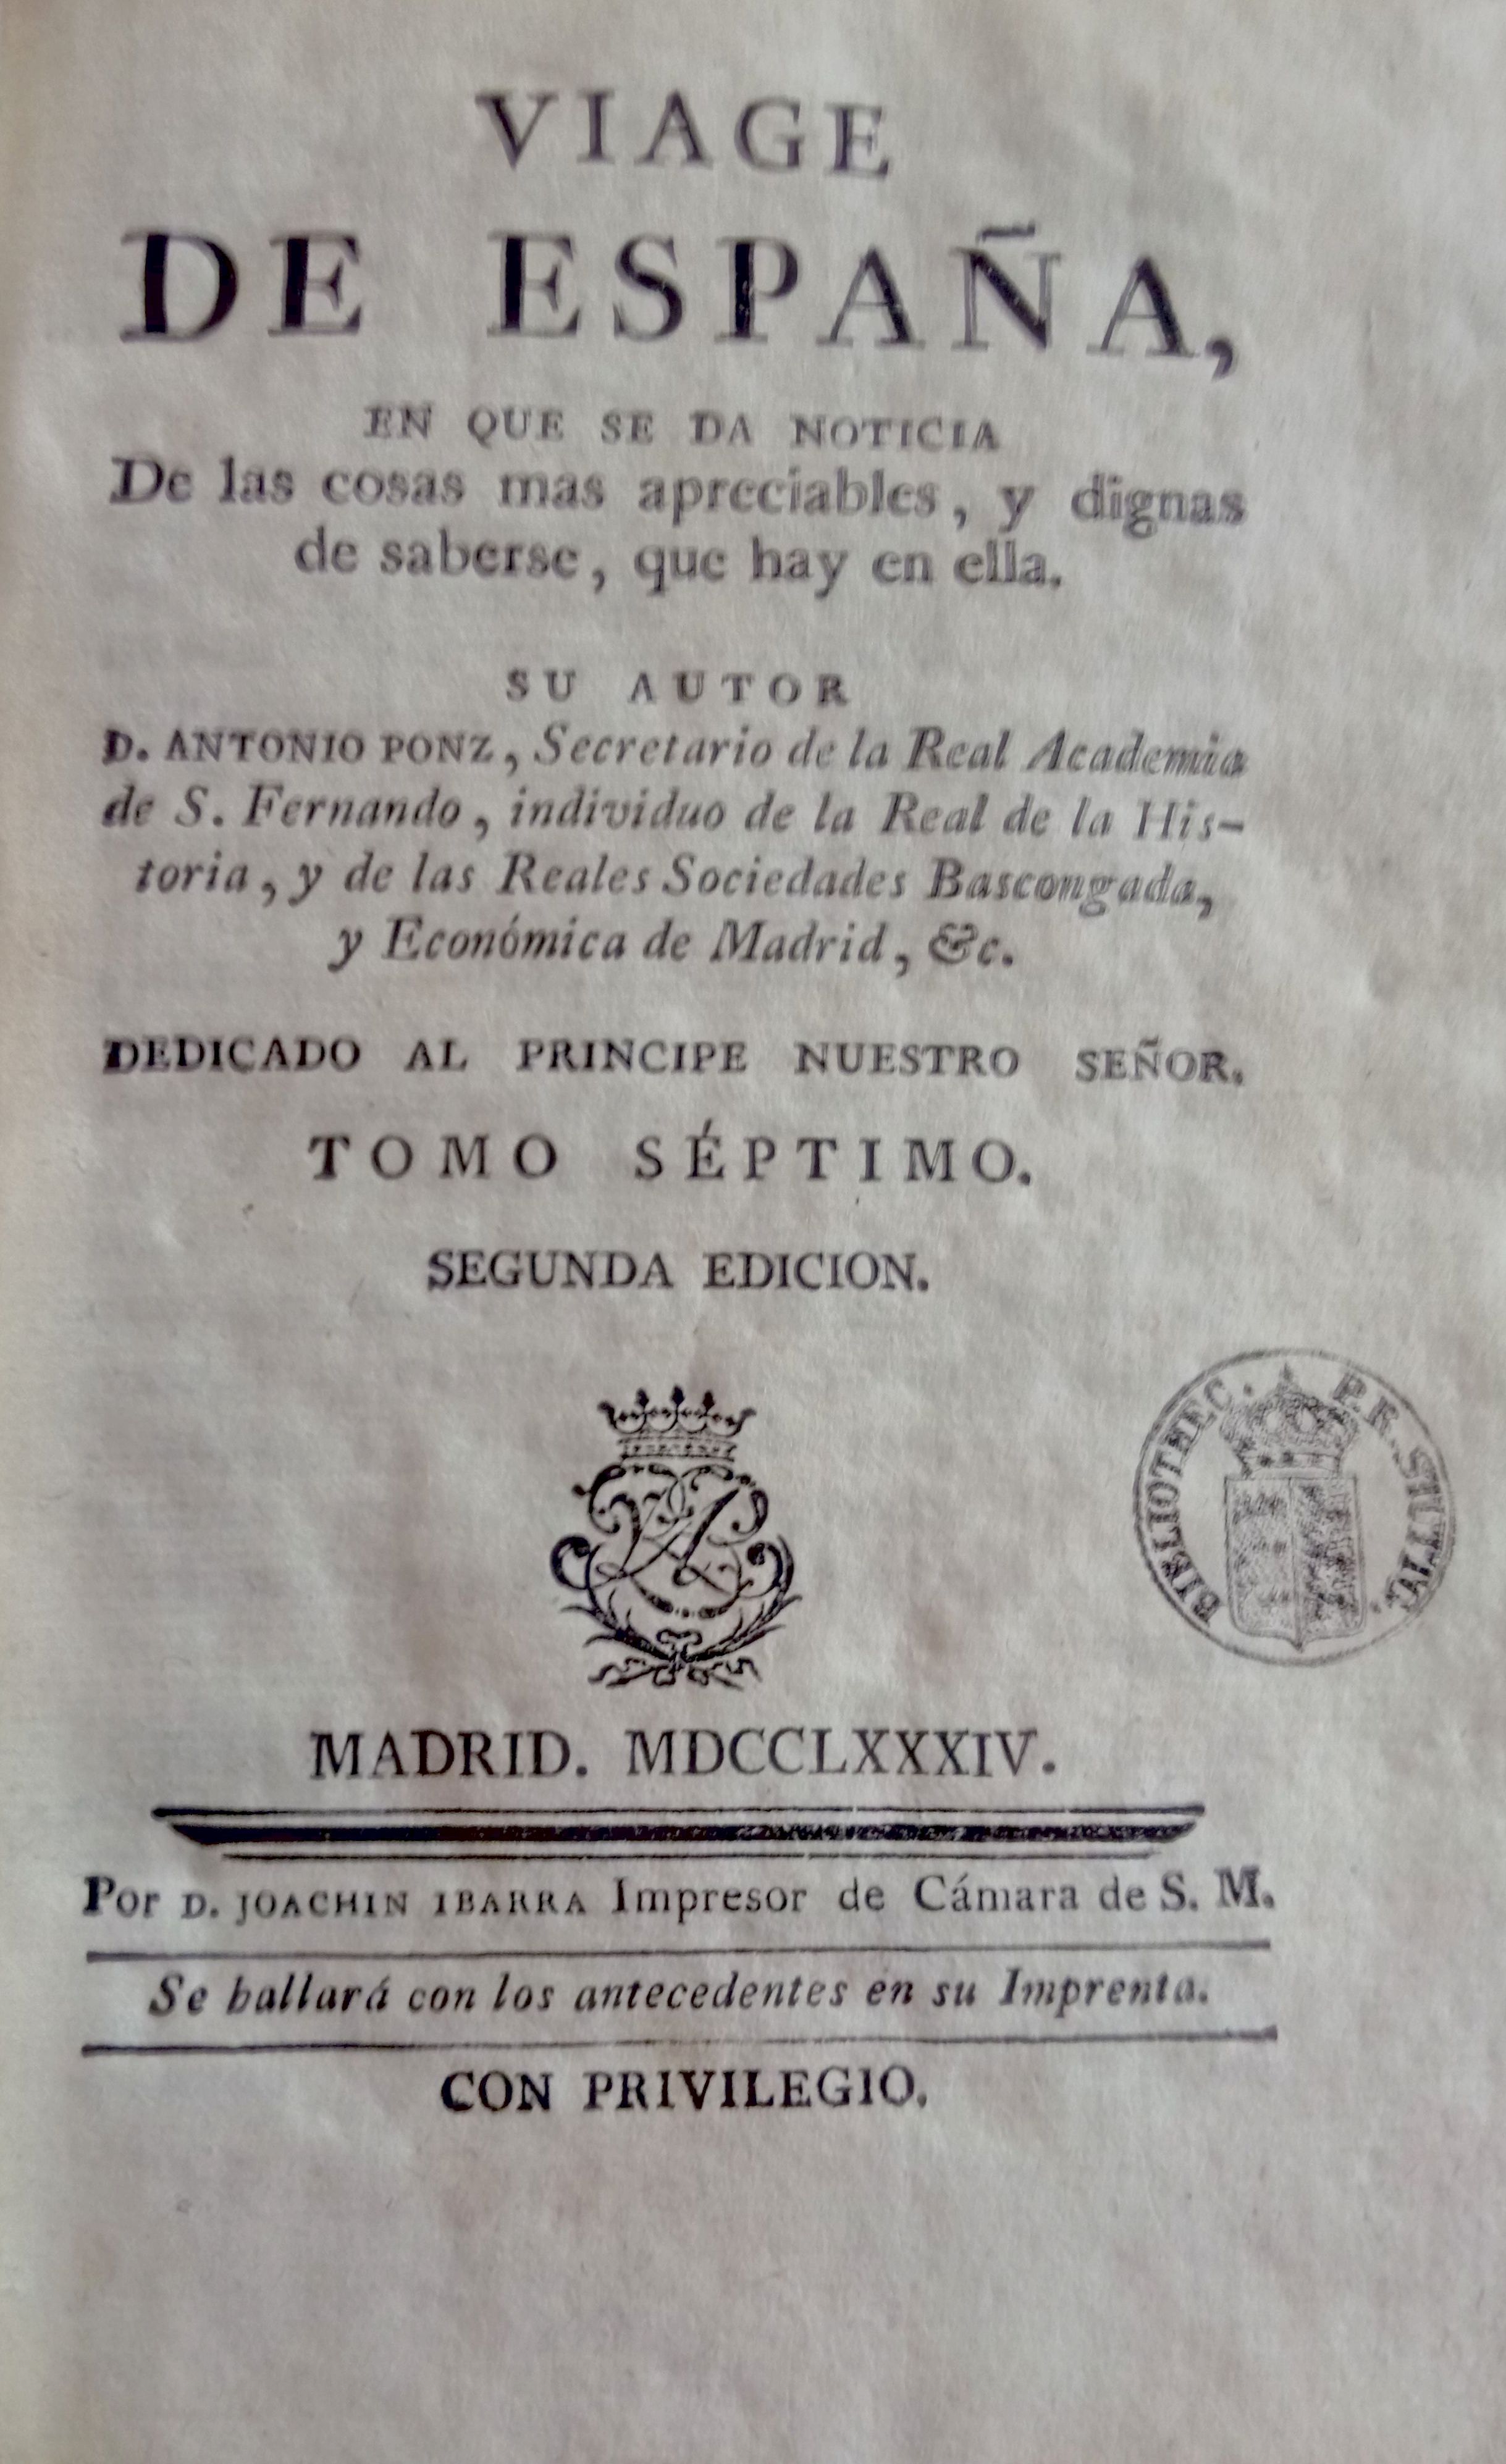 VIAGE
DE ESPAÑA,
EN QUE SE DA NOTICIA
De las cosas mas apreciables, y dignas
de saberse, que hay en ella.
SU AUTOR
D. ANTONIO PONZ, Secretario de la Real Academia
de S. Fernando, individuo de la Real de la His-
toria, y de las Reales Sociedades Bascongada,
y Económica de Madrid, &c.
DEDICADO AL PRINCIPE NUESTRO SEÑOR.
TOMO SÉPTIMO.
SEGUNDA EDICION.
BIBLIOTHEC.
MADRID. MDCCLXXXIV.
Por D. JOACHIN IBARRA Impresor de Cámara de S. M.
Se hallará con los antecedentes en su Imprenta.
CON PRIVILEGIO.